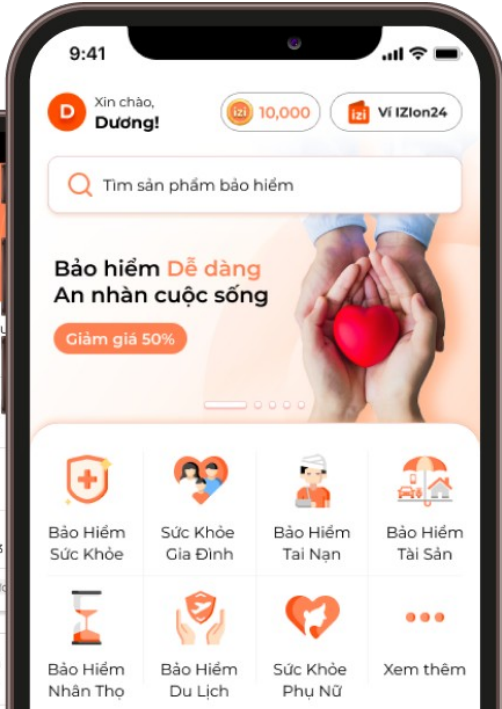 9:41
D
Xin chào,
Dương!
izi 10,000
izi Ví IZIon24
Tìm sản phẩm bảo hiểm
Bảo hiểm Dễ dàng
An nhàn cuộc sống
Giảm giá 50%
Bảo Hiểm
Sức Khỏe
Sức Khỏe
Gia Đình
Bảo Hiểm
Tai Nạn
Bảo Hiểm
Tài Sản
Bảo Hiểm
Nhân Thọ
Bảo Hiểm
Du Lịch
Sức Khỏe
Phụ Nữ
Xem thêm